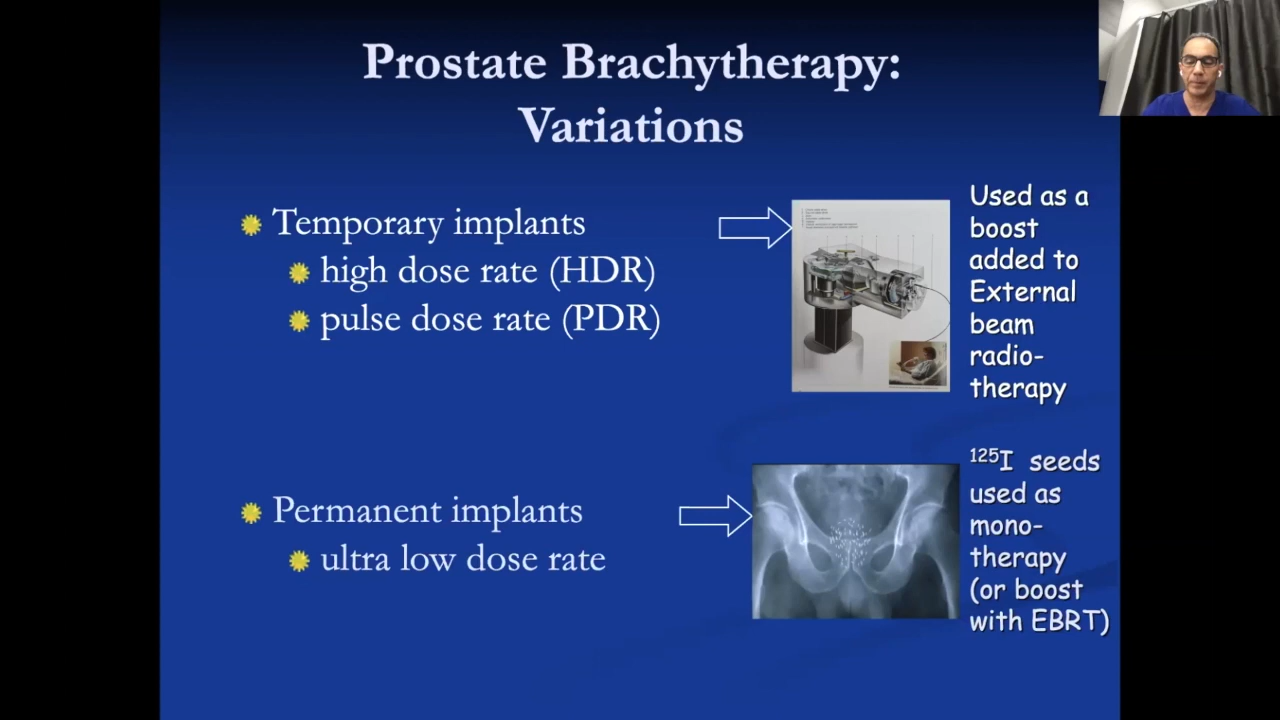 Prostate Brachytherapy:
Variations
Temporary implants
high dose rate (HDR)
pulse dose rate (PDR)
Used as a
boost
added to
External
beam
radio-
therapy
Permanent implants
ultra low dose rate
¹²⁵I seeds
used as
mono-
therapy
(or boost
with EBRT)